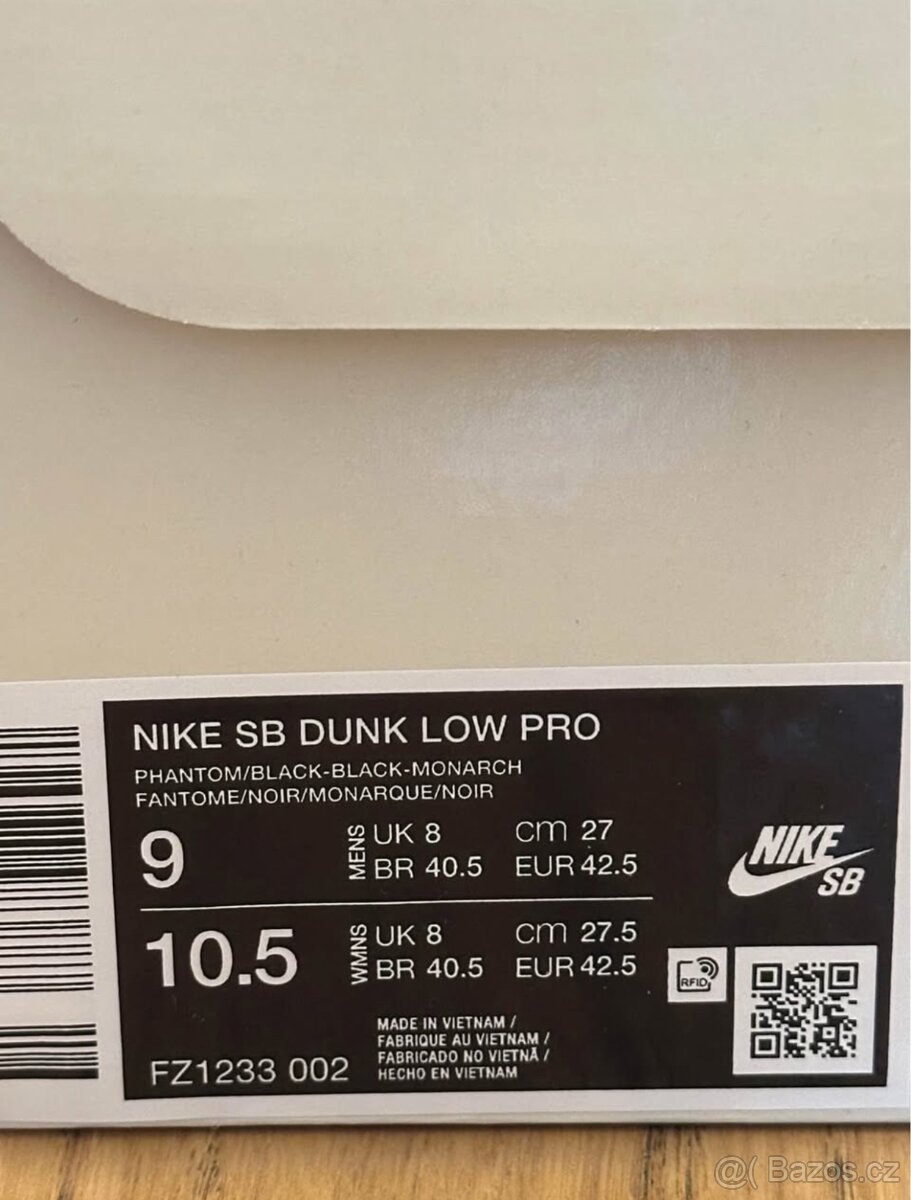 NIKE SB DUNK LOW PRO
PHANTOM/BLACK-BLACK-MONARCH
FANTOME/NOIR/MONARQUE/NOIR
9
MENS
UK 8 cm 27
BR 40.5 EUR 42.5
10.5
WMNS
UK 8 cm 27.5
BR 40.5 EUR 42.5
NIKE
SB
RFID
MADE IN VIETNAM /
FABRIQUE AU VIETNAM /
FABRICADO NO VIETNÃ /
HECHO EN VIETNAM
FZ1233 002
@( Bazos.cz